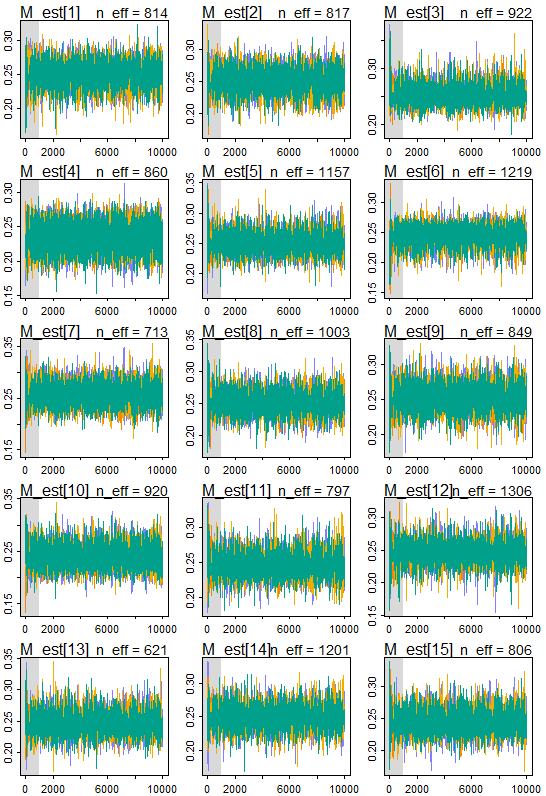 M_est[1] n_eff = 814 M_est[2] n_eff = 817 M_est[3] n_eff = 922
0.20 0.25 0.30 0.20 0.25 0.30 0.20 0.30
0 2000 6000 10000 0 2000 6000 10000 0 2000 6000 10000
M_est[4] n_eff = 860 M_est[5] n_eff = 1157 M_est[6] n_eff = 1219
0.15 0.20 0.25 0.30 0.20 0.25 0.30 0.35 0.15 0.20 0.25 0.30
0 2000 6000 10000 0 2000 6000 10000 0 2000 6000 10000
M_est[7] n_eff = 713 M_est[8] n_eff = 1003 M_est[9] n_eff = 849
0.15 0.25 0.35 0.20 0.25 0.30 0.35 0.20 0.25 0.30
0 2000 6000 10000 0 2000 6000 10000 0 2000 6000 10000
M_est[10] n_eff = 920 M_est[11] n_eff = 797 M_est[12] n_eff = 1306
0.15 0.25 0.35 0.20 0.25 0.30 0.15 0.20 0.25 0.30
0 2000 6000 10000 0 2000 6000 10000 0 2000 6000 10000
M_est[13] n_eff = 621 M_est[14] n_eff = 1201 M_est[15] n_eff = 806
0.20 0.25 0.30 0.35 0.20 0.25 0.30 0.20 0.25 0.30
0 2000 6000 10000 0 2000 6000 10000 0 2000 6000 10000